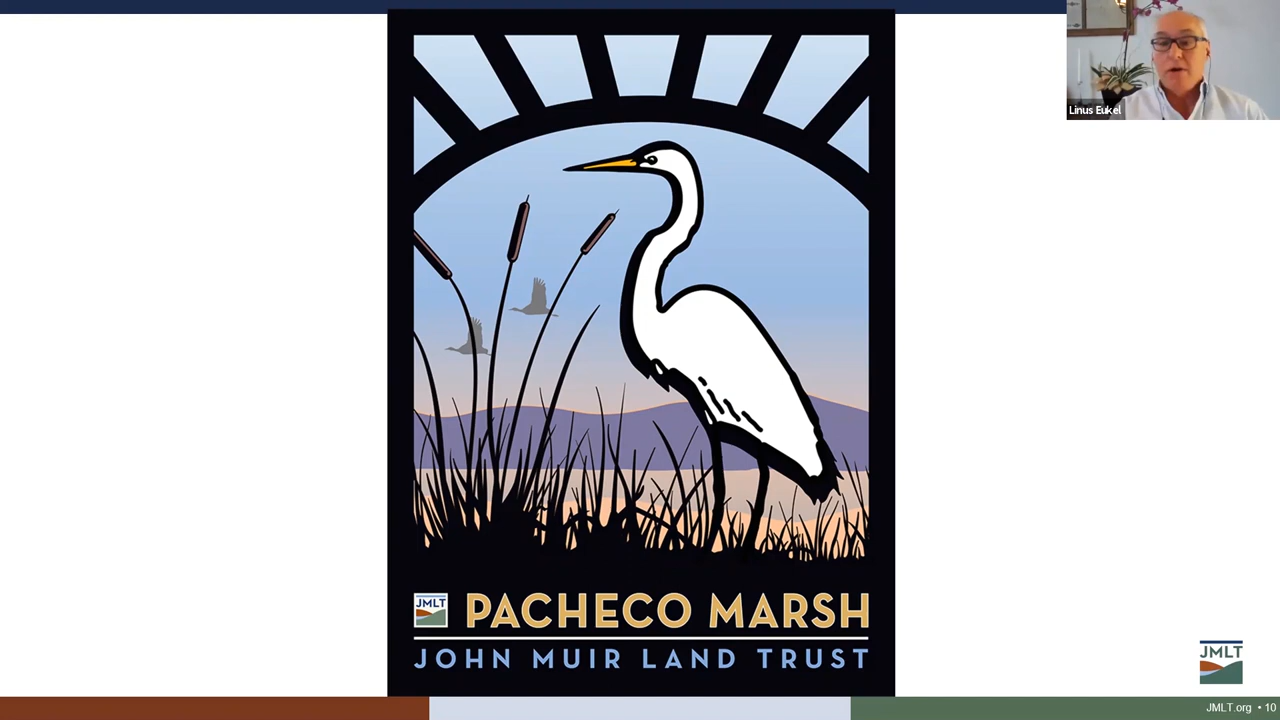 Linus Eukel
JMLT
PACHECO MARSH
JOHN MUIR LAND TRUST
JMLT
JMLT.org • 10